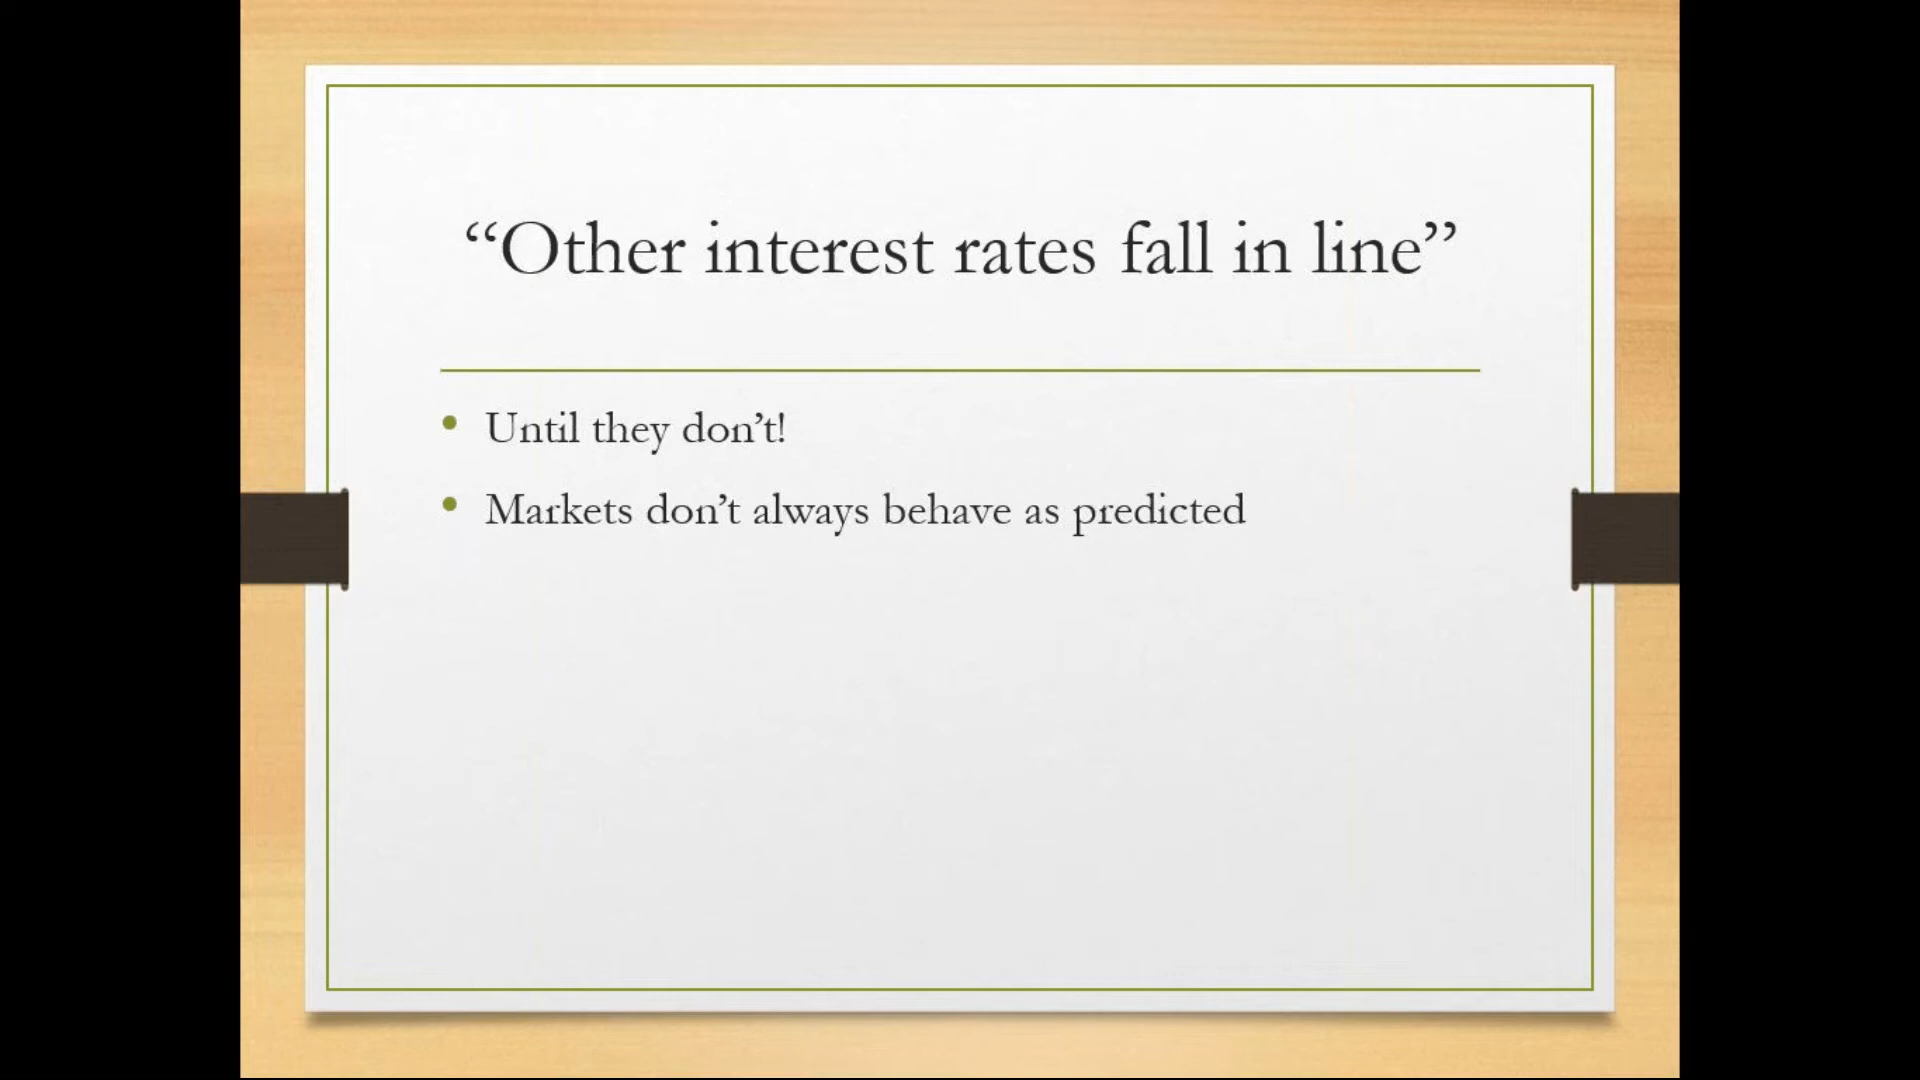 “Other interest rates fall in line”
• Until they don’t!
• Markets don’t always behave as predicted